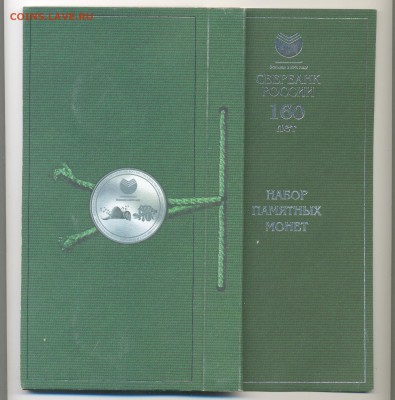 COINS.LAVE.RU
СБЕРБАНК
РОССИИ
160
ЛЕТ
НАБОР
ПАМЯТНЫХ
МОНЕТ